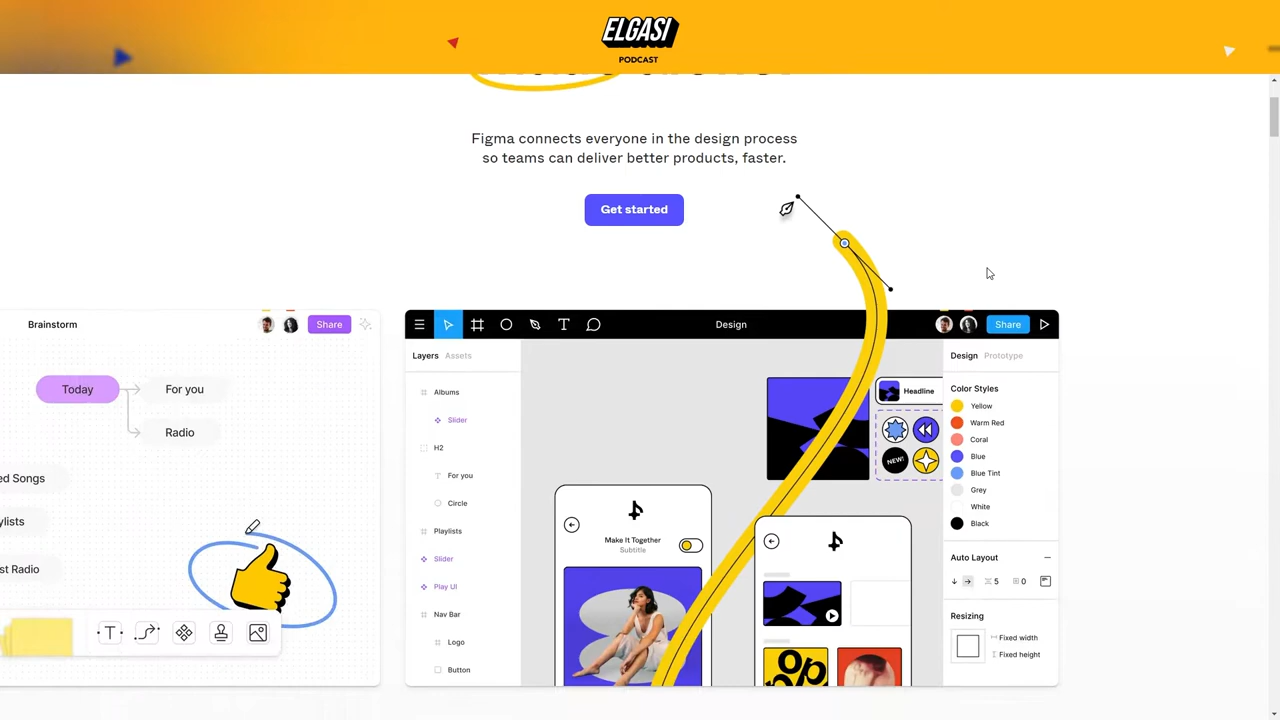 ELGASI
PODCAST
Figma connects everyone in the design process
so teams can deliver better products, faster.
Get started
Brainstorm
Share
Today
For you
Radio
ed Songs
ylists
st Radio
T
Design
Share
Layers
Assets
Albums
Slider
H2
For you
Circle
Playlists
Slider
Play UI
Nav Bar
Logo
Button
Headline
NEW!
Make It Together
Subtitle
Design
Prototype
Color Styles
Yellow
Warm Red
Coral
Blue
Blue Tint
Grey
White
Black
Auto Layout
5
0
Resizing
Fixed width
Fixed height